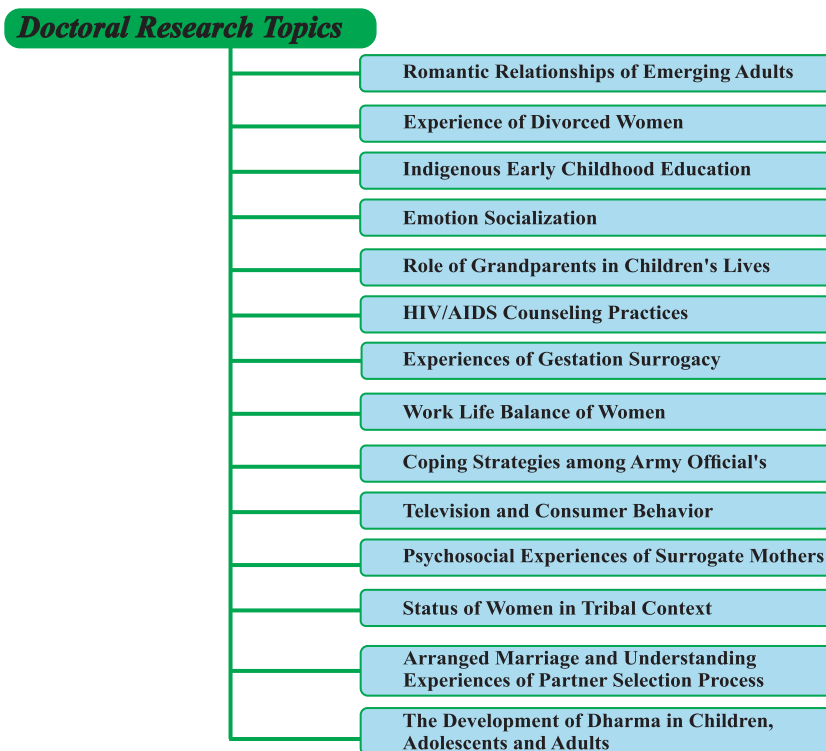 Doctoral Research Topics
Romantic Relationships of Emerging Adults
Experience of Divorced Women
Indigenous Early Childhood Education
Emotion Socialization
Role of Grandparents in Children's Lives
HIV/AIDS Counseling Practices
Experiences of Gestation Surrogacy
Work Life Balance of Women
Coping Strategies among Army Official's
Television and Consumer Behavior
Psychosocial Experiences of Surrogate Mothers
Status of Women in Tribal Context
Arranged Marriage and Understanding
Experiences of Partner Selection Process
The Development of Dharma in Children,
Adolescents and Adults